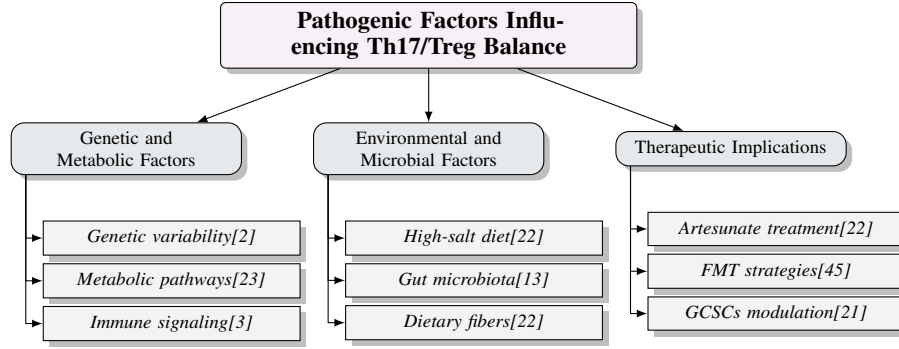 Pathogenic Factors Influ-
encing Th17/Treg Balance
Genetic and
Metabolic Factors
Genetic variability[2]
Metabolic pathways[23]
Immune signaling[3]
Environmental and
Microbial Factors
High-salt diet[22]
Gut microbiota[13]
Dietary fibers[22]
Therapeutic Implications
Artesunate treatment[22]
FMT strategies[45]
GCSCs modulation[21]